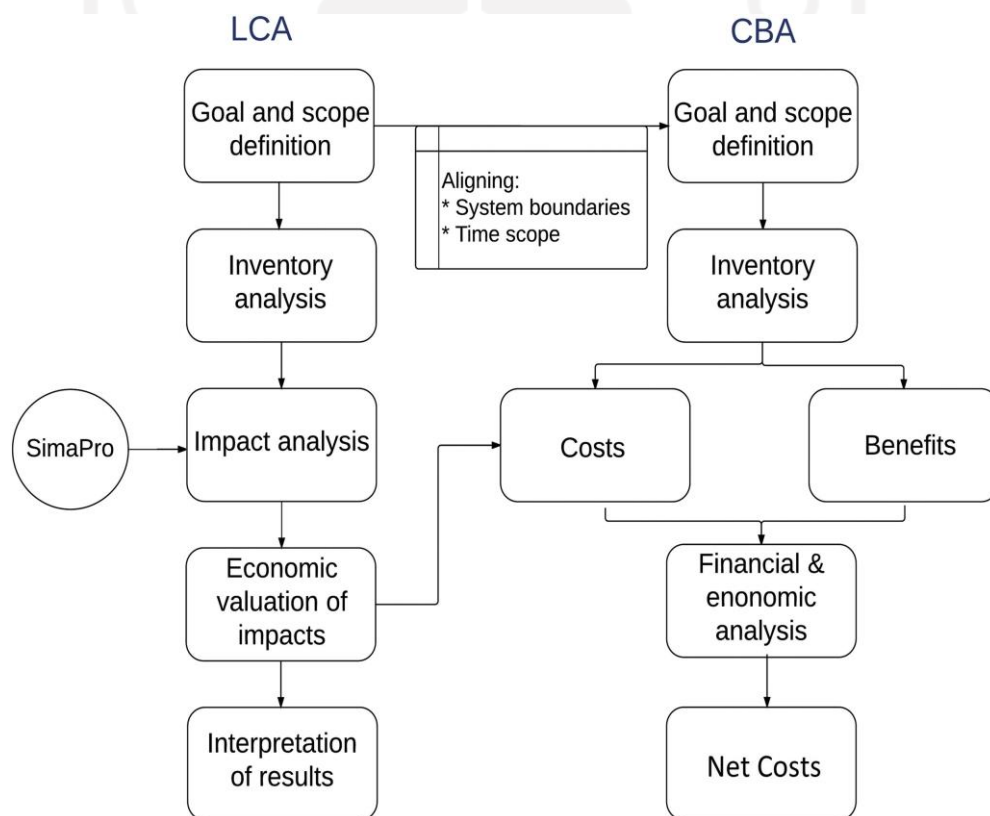 LCA
CBA
Goal and scope
definition
Goal and scope
definition
Aligning:
* System boundaries
* Time scope
Inventory
analysis
Inventory
analysis
SimaPro
Impact analysis
Costs
Benefits
Economic
valuation of
impacts
Financial &
enonomic
analysis
Interpretation
of results
Net Costs